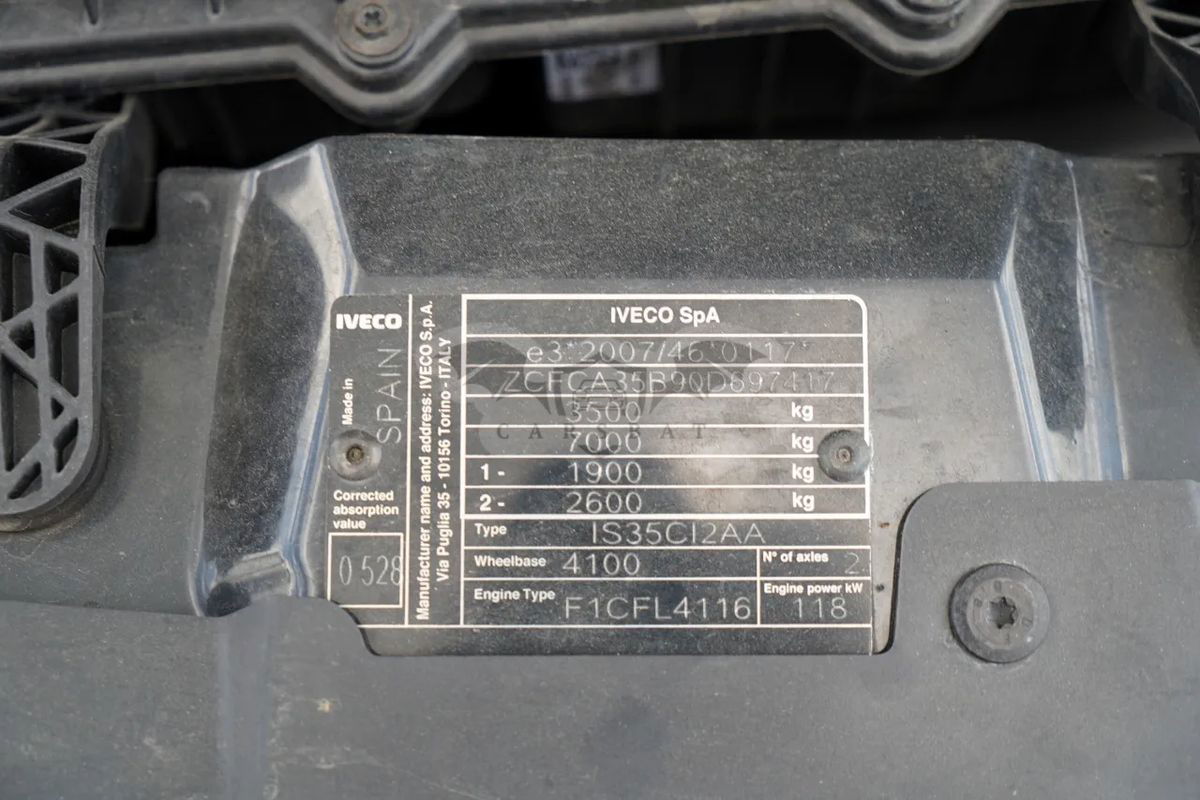 IVECO
Made in
SPAIN
Corrected
absorption
value
0 528
Manufacturer name and address: IVECO S.p.A.
Via Puglia 35 - 10156 Torino - ITALY
IVECO SpA
e3*2007/46*0117*
ZCFCA35B90D697417
3500 kg
7000 kg
CARSBAT
1 - 1900 kg
2 - 2600 kg
Type IS35CI2AA
Wheelbase 4100 N° of axles 2
Engine Type F1CFL4116 Engine power kW 118